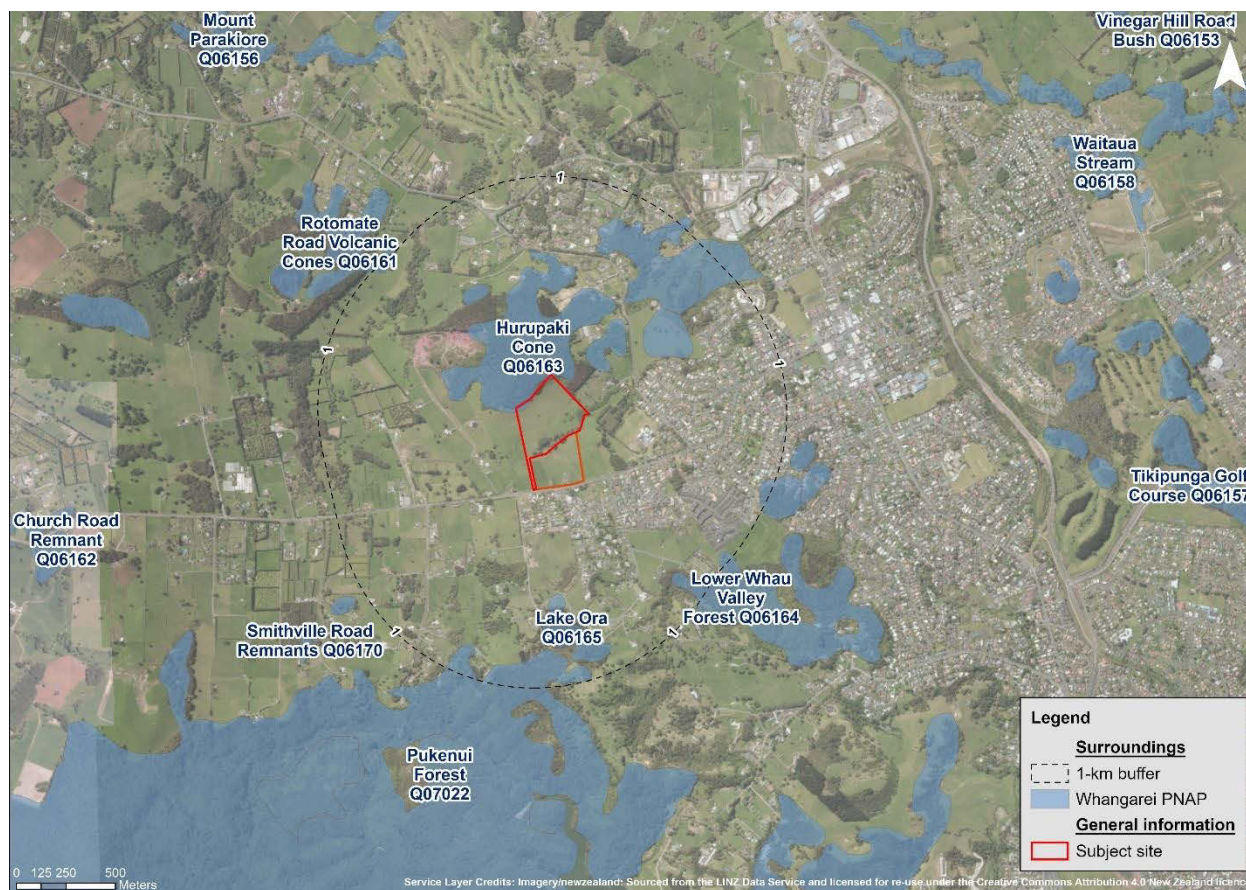 Mount
Parakiore
Q06156
Vinegar Hill Road
Bush Q06153
Waitaua
Stream
Q06158
1
Rotomate
Road Volcanic
Cones Q06161
Hurupaki
Cone
Q06163
1
1
Tikipunga Golf
Course Q06157
Church Road
Remnant
Q06162
Lower Whau
Valley
Forest Q06164
Lake Ora
Q06165
Smithville Road
Remnants Q06170
1
1
Pukenui
Forest
Q07022
Legend
Surroundings
1-km buffer
Whangarei PNAP
General information
Subject site
0 125 250 500
Meters
Service Layer Credits: Imagery/newzealand: Sourced from the LINZ Data Service and licensed for re-use under the Creative Commons Attribution 4.0 New Zealand licenc